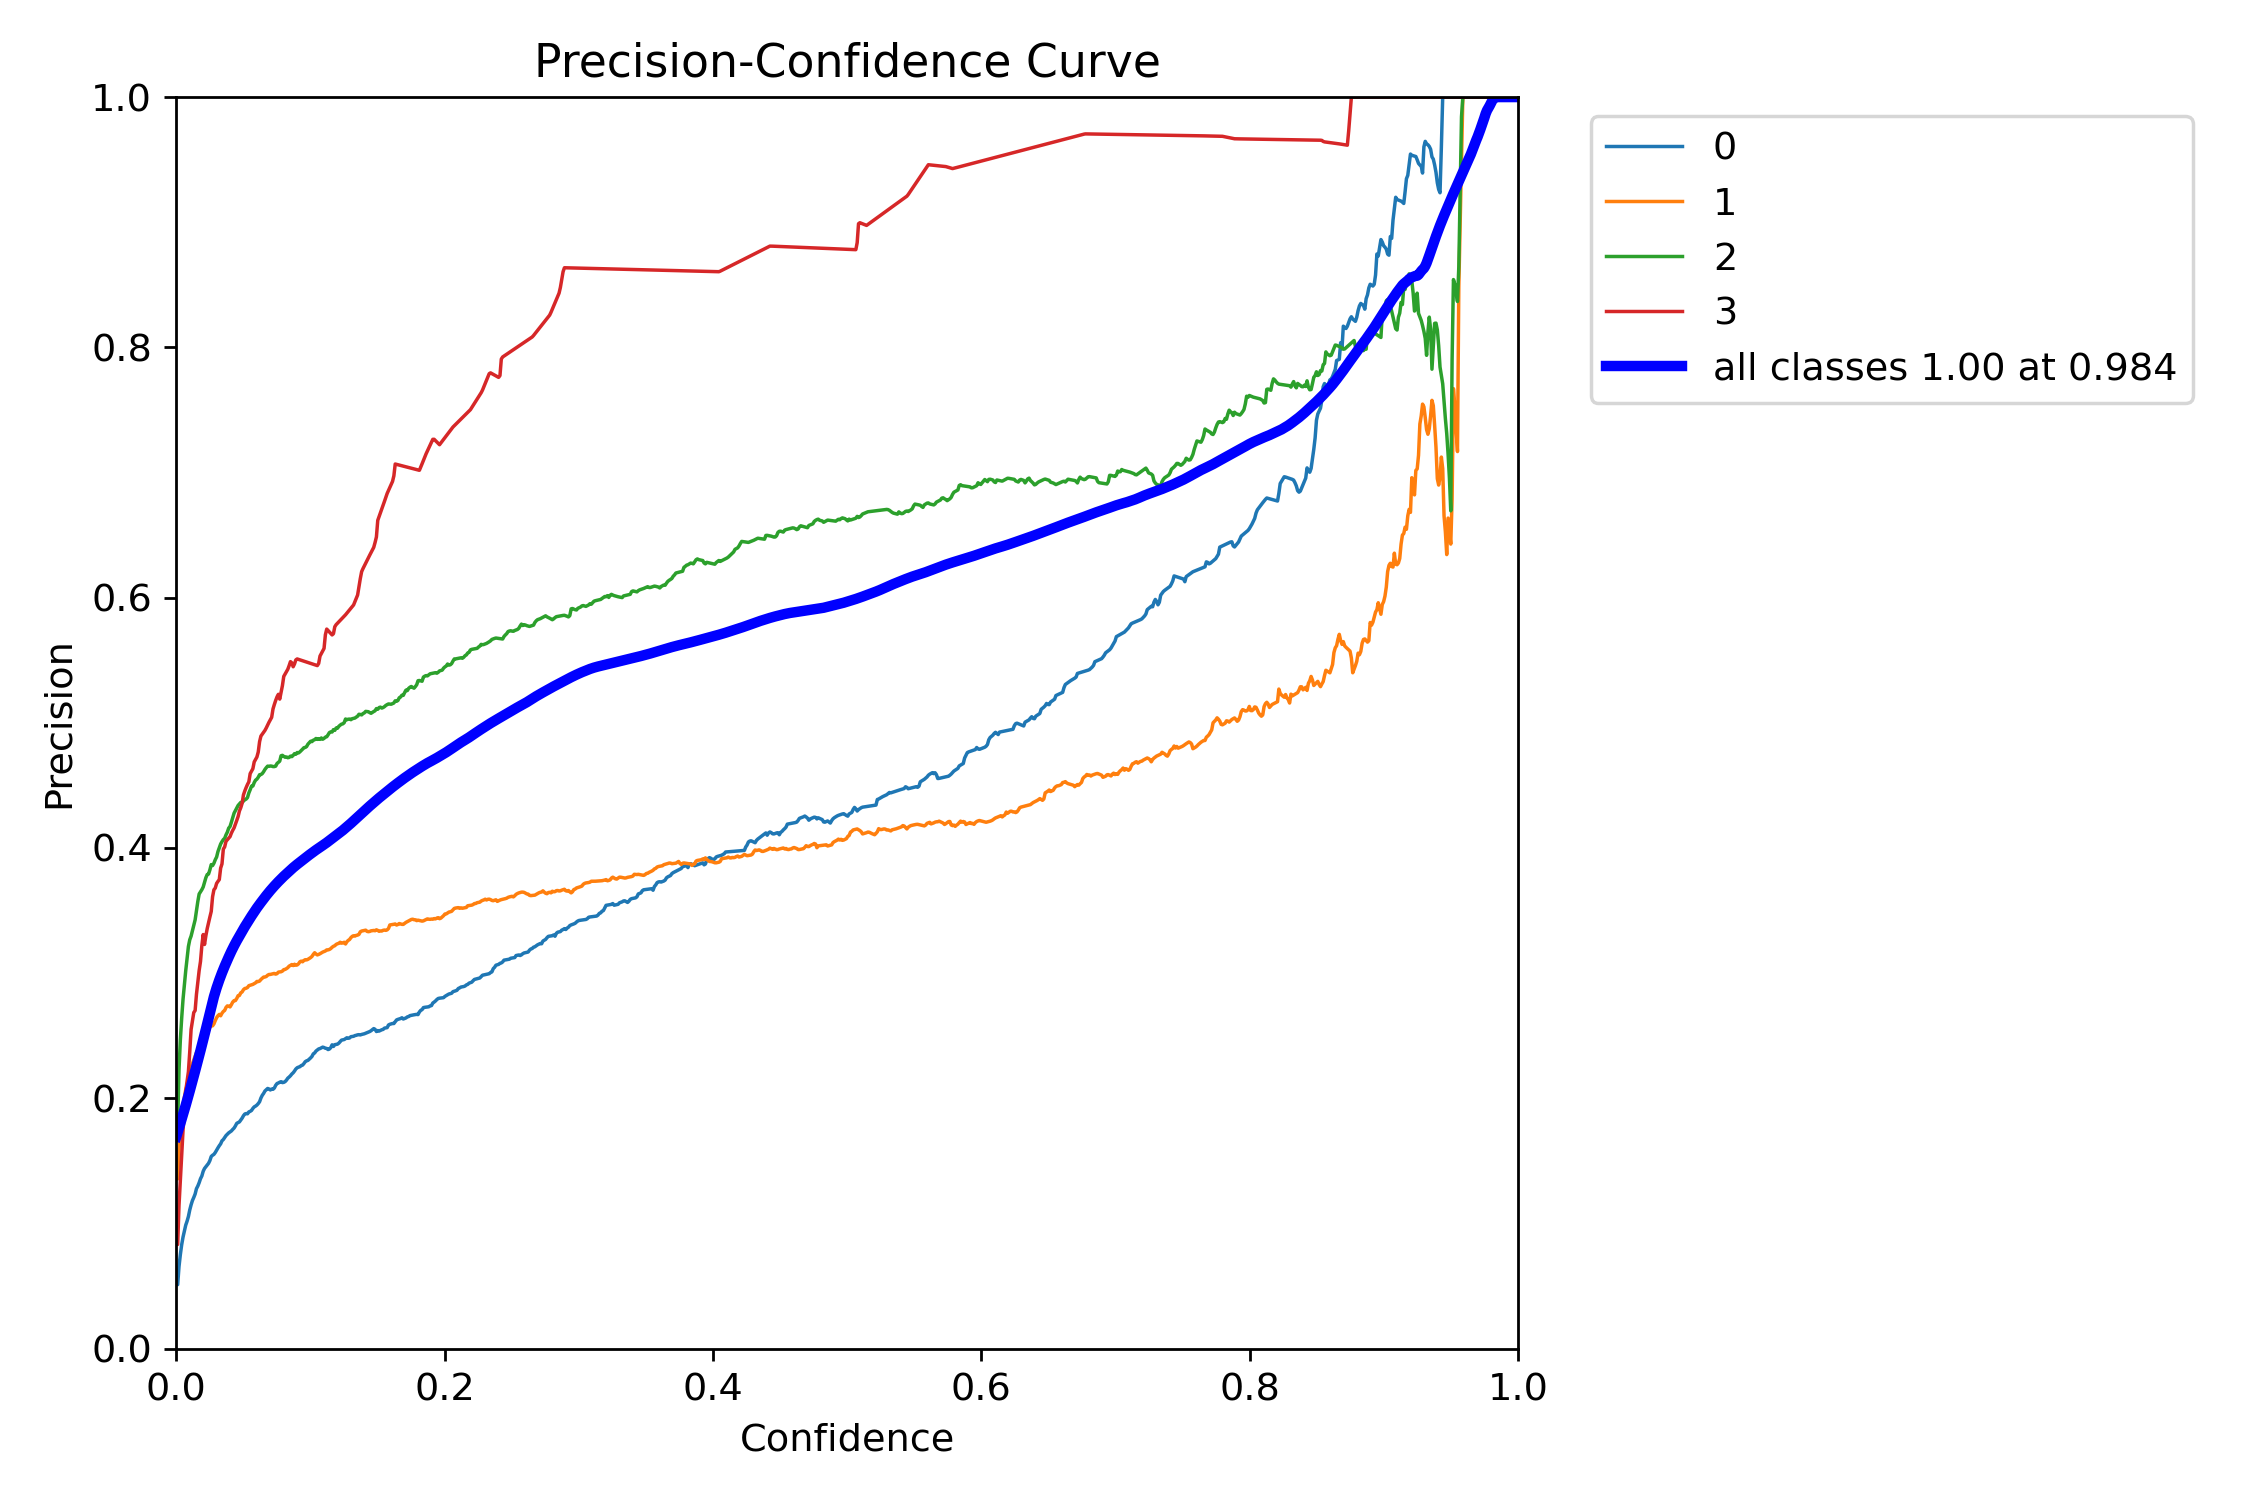 Precision-Confidence Curve
1.0
0.8
0.6
0.4
0.2
0.0
Precision
0.0 0.2 0.4 0.6 0.8 1.0
Confidence
0
1
2
3
all classes 1.00 at 0.984